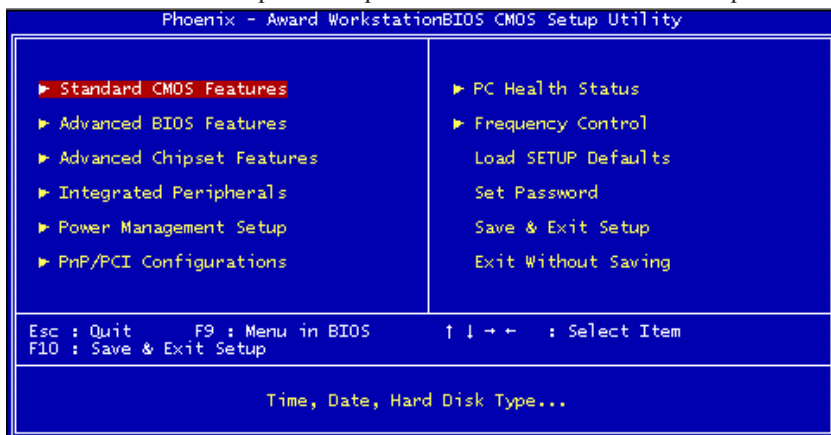 Phoenix - Award WorkstationBIOS CMOS Setup Utility
► Standard CMOS Features
► Advanced BIOS Features
► Advanced Chipset Features
► Integrated Peripherals
► Power Management Setup
► PnP/PCI Configurations
► PC Health Status
► Frequency Control
Load SETUP Defaults
Set Password
Save & Exit Setup
Exit Without Saving
Esc : Quit F9 : Menu in BIOS ↑ ↓ → ← : Select Item
F10 : Save & Exit Setup
Time, Date, Hard Disk Type...